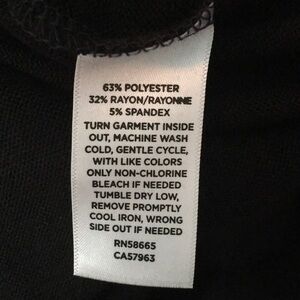 63% POLYESTER
32% RAYON/RAYONNE
5% SPANDEX
TURN GARMENT INSIDE
OUT, MACHINE WASH
COLD, GENTLE CYCLE,
WITH LIKE COLORS
ONLY NON-CHLORINE
BLEACH IF NEEDED
TUMBLE DRY LOW,
REMOVE PROMPTLY
COOL IRON, WRONG
SIDE OUT IF NEEDED
RN58665
CA57963